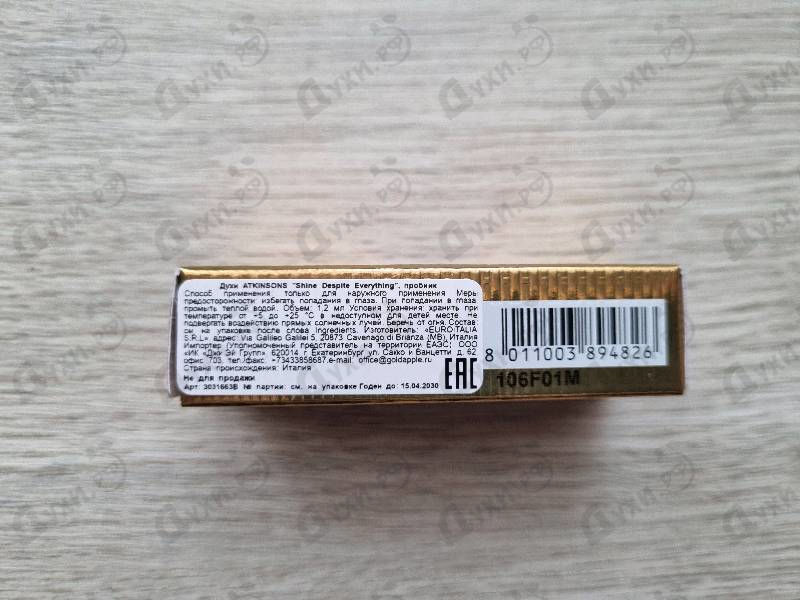 Духи ATKINSONS "Shine Despite Everything", пробник
Способ применения: только для наружного применения Меры
предосторожности: избегать попадания в глаза. При попадании в глаза
промыть теплой водой. Объем: 1,2 мл Условия хранения: хранить при
температуре от +5 до +25 °С в недоступном для детей месте. Не
подвергать воздействию прямых солнечных лучей. Беречь от огня. Состав:
см на упаковке после слова Ingredients. Изготовитель: «EUROITALIA
S.R.L» адрес: Via Galileo Galilei 5, 20873 Cavenago di Brianza (MB), Италия
Импортер (Уполномоченный представитель на территории ЕАЭС): ООО
«ИК «Джи Эй Групп» 620014, г Екатеринбург ул. Сакко и Ванцетти д. 62
офис 703, тел./факс +73433858687 e-mail: office@goldapple.ru
Страна происхождения: Италия
Не для продажи
Арт: 3031663В № партии: см. на упаковке Годен до: 15.04.2030
EAC
8 011003 894826
106F01M
Духи.РФ